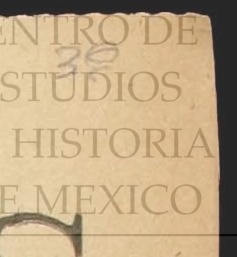 ENTRO DE
30
STUDIOS
HISTORIA
E MEXICO